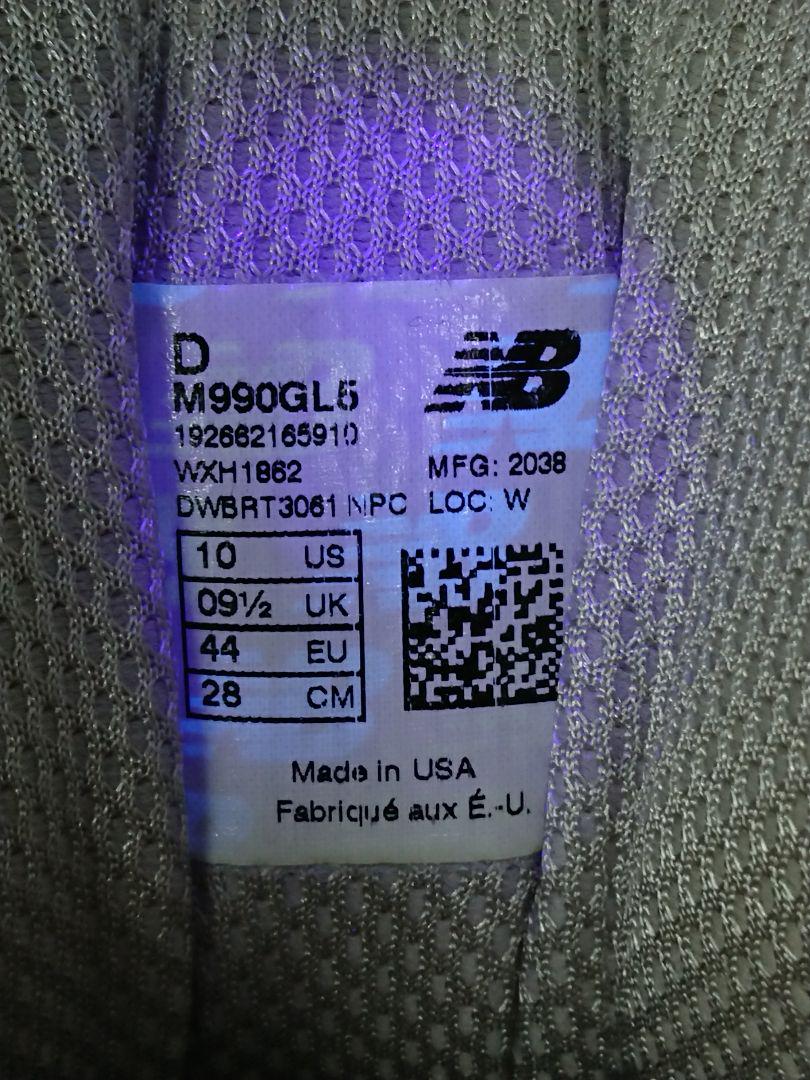 D
NB
M990GL5
192662165910
WXH1862
MFG: 2038
DWBRT3061 NPC
LOC: W
10 US
09½ UK
44 EU
28 CM
Made in USA
Fabriqué aux É.-U.